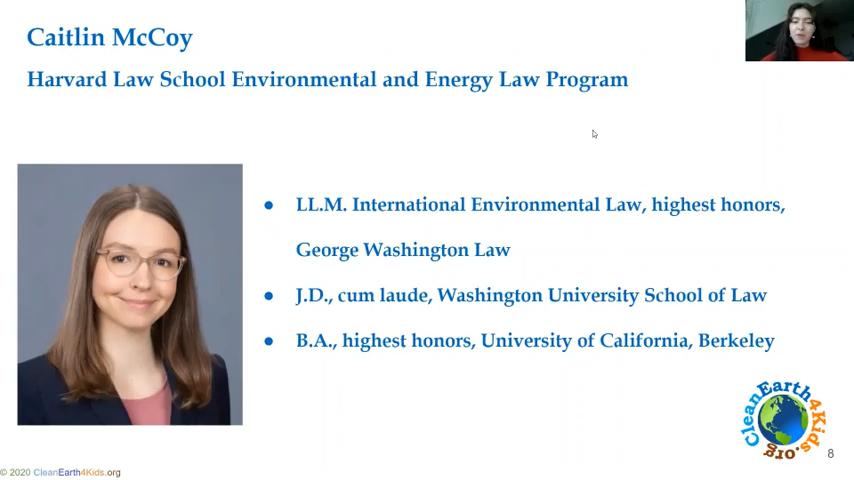 Caitlin McCoy
Harvard Law School Environmental and Energy Law Program
● LL.M. International Environmental Law, highest honors,
George Washington Law
● J.D., cum laude, Washington University School of Law
● B.A., highest honors, University of California, Berkeley
CleanEarth4Kids.org
8
© 2020 CleanEarth4Kids.org